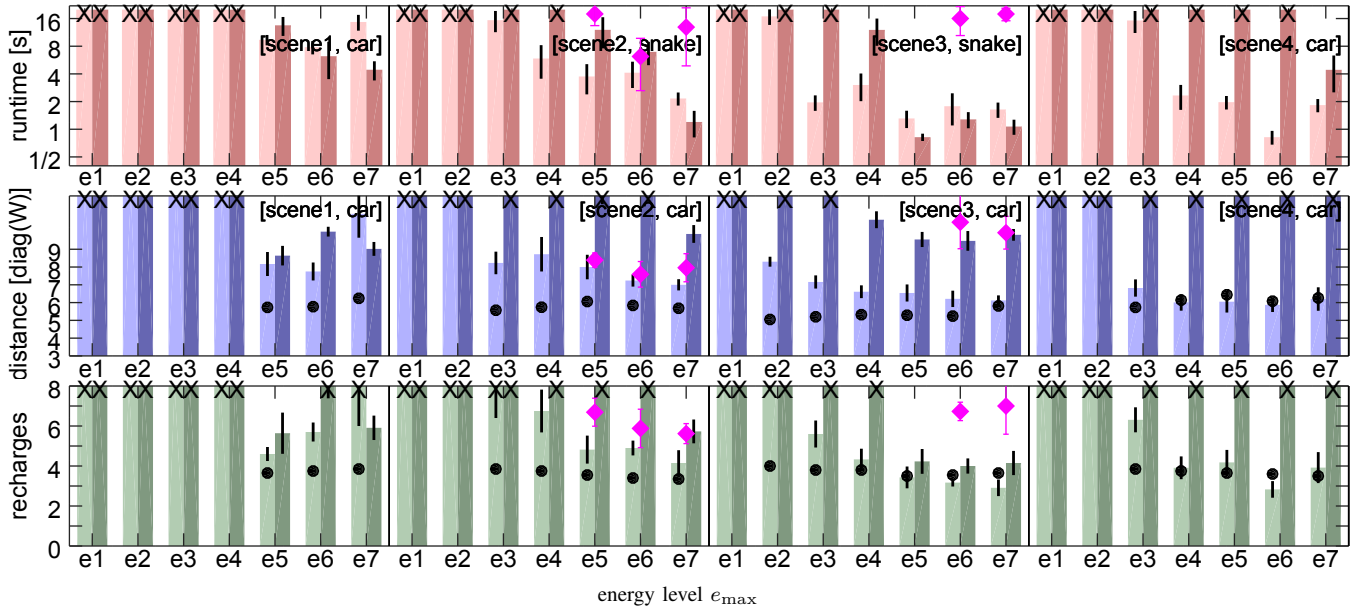 runtime [s]
16
8
4
2
1
1/2
[scene1, car]
[scene2, snake]
[scene3, snake]
[scene4, car]
X X X X X X X X X X X X X X X X X X X X X X X X X X X X X X
e1 e2 e3 e4 e5 e6 e7 e1 e2 e3 e4 e5 e6 e7 e1 e2 e3 e4 e5 e6 e7 e1 e2 e3 e4 e5 e6 e7
distance [diag(W)]
9
8
7
6
5
4
3
[scene1, car]
[scene2, car]
[scene3, car]
[scene4, car]
e1 e2 e3 e4 e5 e6 e7 e1 e2 e3 e4 e5 e6 e7 e1 e2 e3 e4 e5 e6 e7 e1 e2 e3 e4 e5 e6 e7
recharges
8
6
4
2
0
e1 e2 e3 e4 e5 e6 e7 e1 e2 e3 e4 e5 e6 e7 e1 e2 e3 e4 e5 e6 e7 e1 e2 e3 e4 e5 e6 e7
energy level e_max